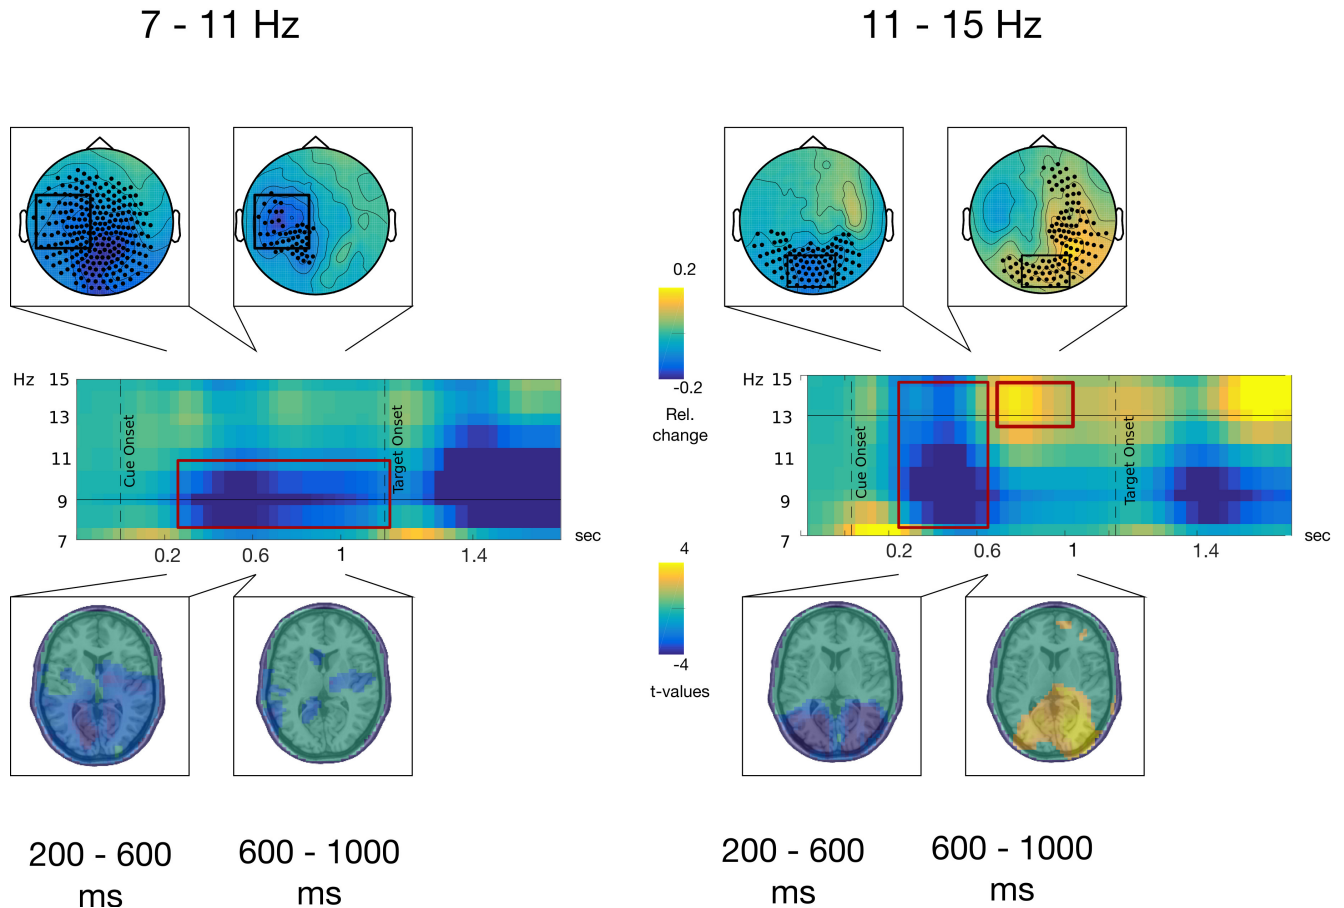 7 - 11 Hz
11 - 15 Hz
0.2
-0.2
Rel.
change
Hz
15
13
11
9
7
Cue Onset
Target Onset
sec
0.2
0.6
1
1.4
Hz
15
13
11
9
7
Cue Onset
Target Onset
sec
0.2
0.6
1
1.4
4
-4
t-values
200 - 600
ms
600 - 1000
ms
200 - 600
ms
600 - 1000
ms